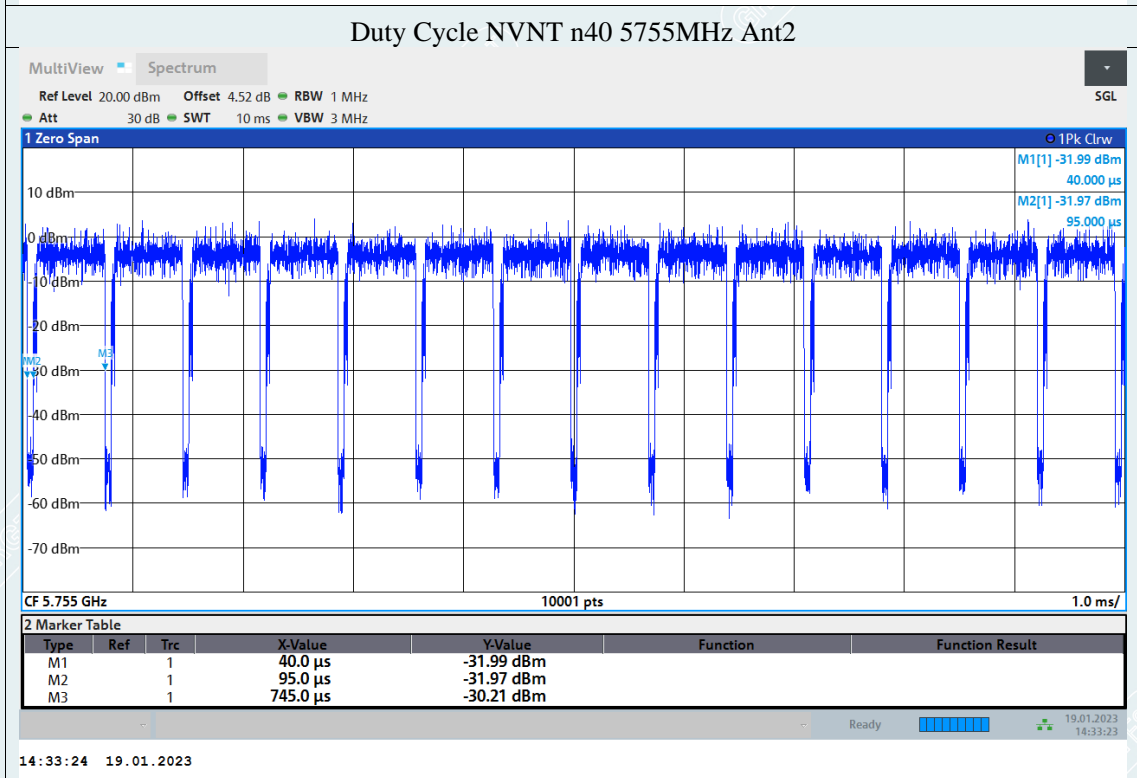 Duty Cycle NVNT n40 5755MHz Ant2
MultiView Spectrum
Ref Level 20.00 dBm Offset 4.52 dB RBW 1 MHz SGL
Att 30 dB SWT 10 ms VBW 3 MHz
1 Zero Span 1Pk Clrw
M1[1] -31.99 dBm
40.000 µs
10 dBm
M2[1] -31.97 dBm
95.000 µs
0 dBm
-10 dBm
-20 dBm
M3
M2
-30 dBm
-40 dBm
-50 dBm
-60 dBm
-70 dBm
CF 5.755 GHz 10001 pts 1.0 ms/
2 Marker Table
Type Ref Trc X-Value Y-Value Function Function Result
M1 1 40.0 µs -31.99 dBm
M2 1 95.0 µs -31.97 dBm
M3 1 745.0 µs -30.21 dBm
Ready 19.01.2023
14:33:23
14:33:24 19.01.2023